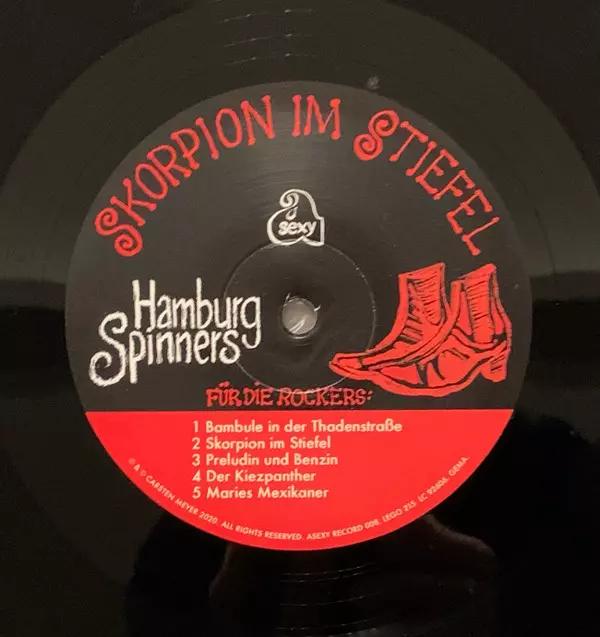 SKORPION IM STIEFEL
a sexy
Hamburg
Spinners
FÜR DIE ROCKERS:
1 Bambule in der Thadenstraße
2 Skorpion im Stiefel
3 Preludin und Benzin
4 Der Kiezpanther
5 Maries Mexikaner
℗ & © CARSTEN MEYER 2020. ALL RIGHTS RESERVED. ASEXY RECORD 008. LEGO 215. LC 92406. GEMA.